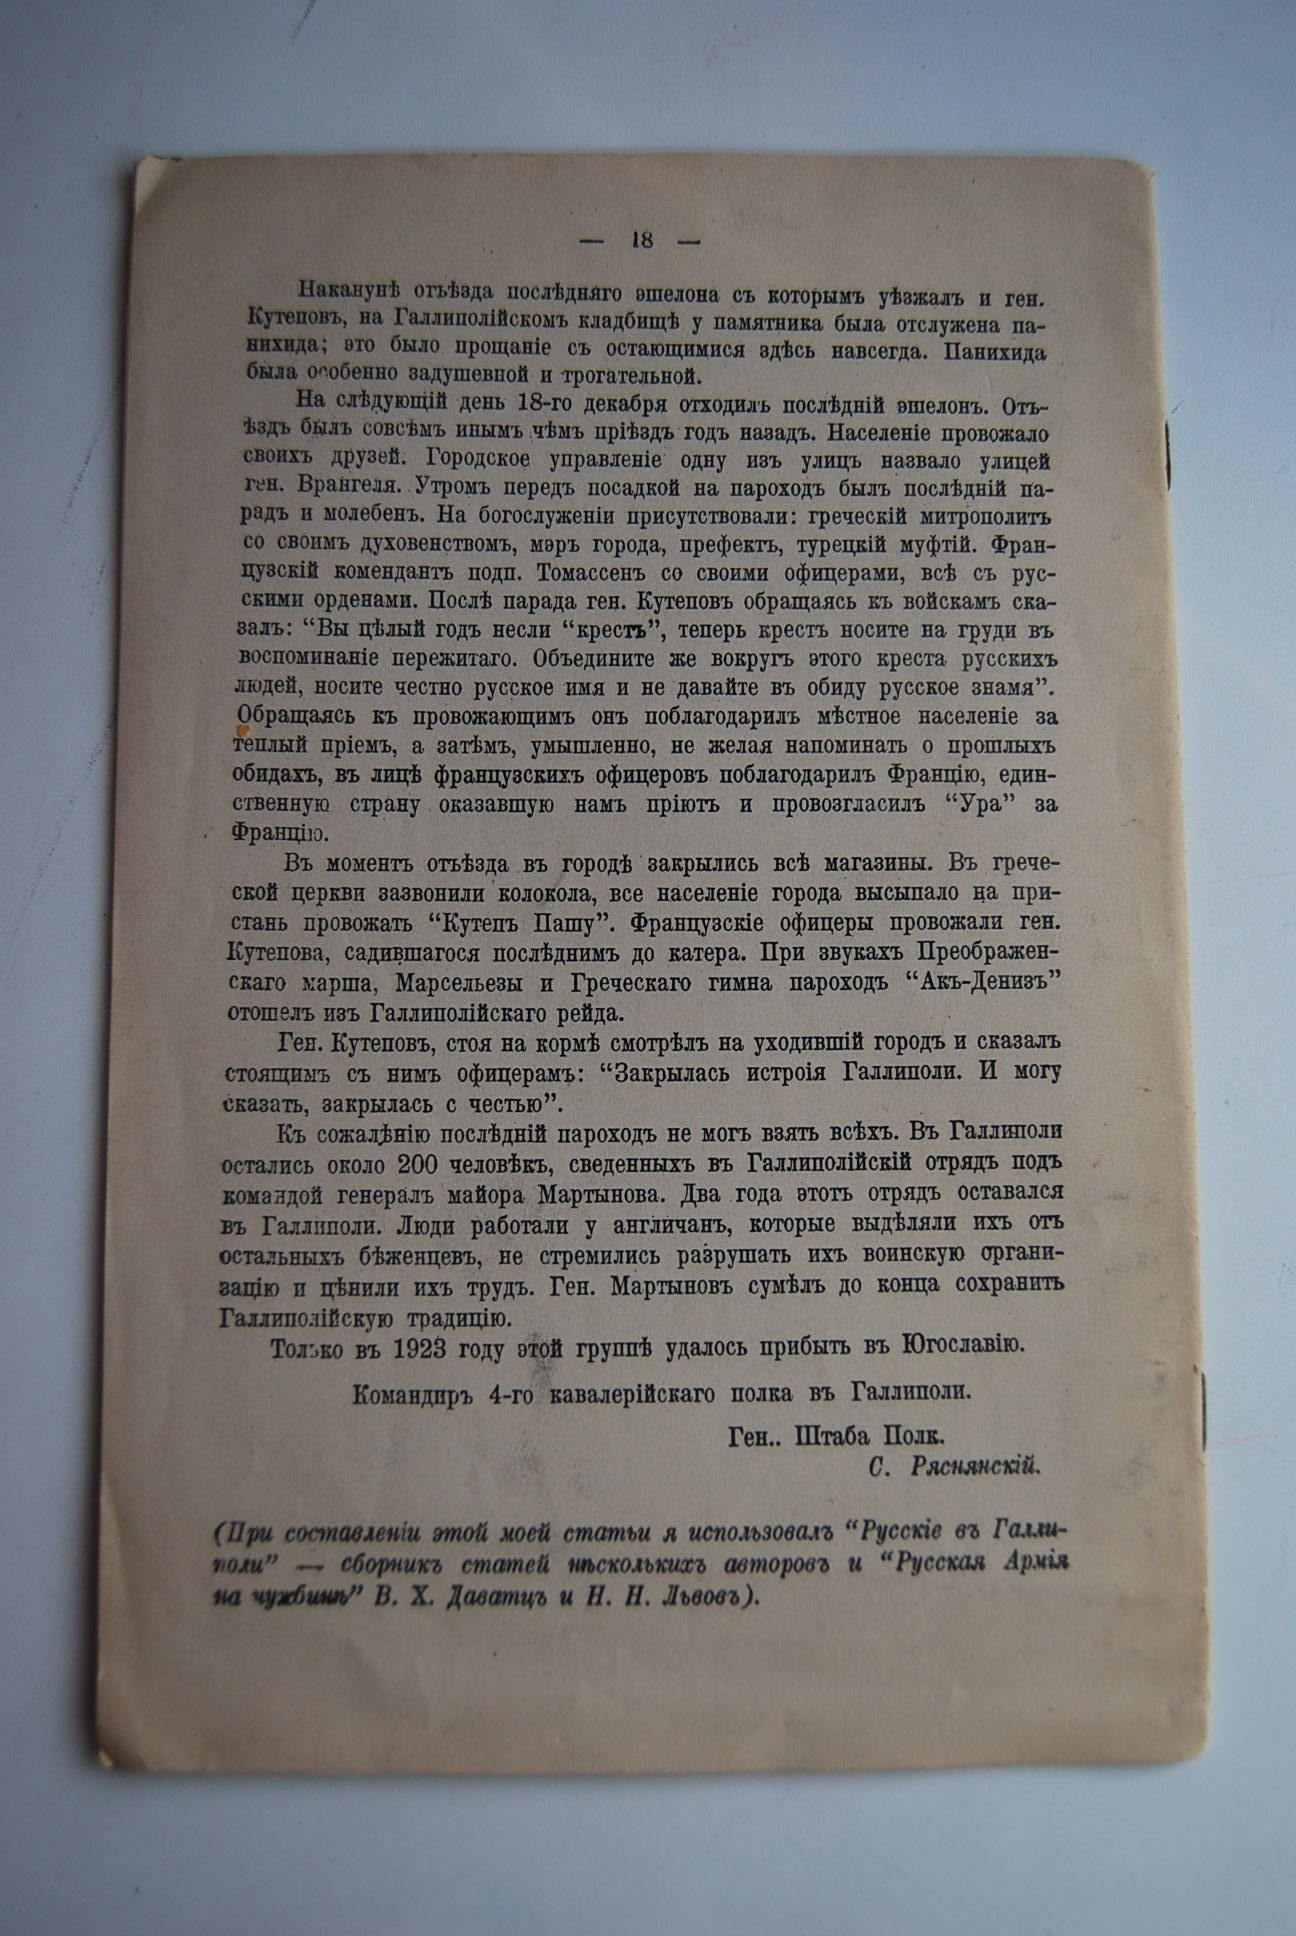 — 18 —
Наканунѣ отъѣзда послѣдняго эшелона съ которымъ уѣзжалъ и ген.
Кутеповъ, на Галлиполійскомъ кладбищѣ у памятника была отслужена па-
нихида; это было прощаніе съ остающимися здѣсь навсегда. Панихида
была особенно задушевной и трогательной.
На слѣдующій день 18-го декабря отходилъ послѣдній эшелонъ. Отъ-
ѣздъ былъ совсѣмъ инымъ чѣмъ пріѣздъ годъ назадъ. Населеніе провожало
своихъ друзей. Городское управленіе одну изъ улицъ назвало улицей
ген. Врангеля. Утромъ передъ посадкой на пароходъ былъ послѣдній па-
радъ и молебенъ. На богослуженіи присутствовали: греческій митрополитъ
со своимъ духовенствомъ, мэръ города, префектъ, турецкій муфтій. Фран-
цузскій комендантъ подп. Томассенъ со своими офицерами, всѣ съ рус-
скими орденами. Послѣ парада ген. Кутеповъ обращаясь къ войскамъ ска-
залъ: “Вы цѣлый годъ несли “крестъ”, теперь крестъ носите на груди въ
воспоминаніе пережитаго. Объедините же вокругъ этого креста русскихъ
людей, носите честно русское имя и не давайте въ обиду русское знамя”.
Обращаясь къ провожающимъ онъ поблагодарилъ мѣстное населеніе за
теплый пріемъ, а затѣмъ, умышленно, не желая напоминать о прошлыхъ
обидахъ, въ лицѣ французскихъ офицеровъ поблагодарилъ Францію, един-
ственную страну оказавшую намъ пріютъ и провозгласилъ “Ура” за
Францію.
Въ моментъ отъѣзда въ городѣ закрылись всѣ магазины. Въ грече-
ской церкви зазвонили колокола, все населеніе города высыпало на при-
стань провожать “Кутепъ Пашу”. Французскіе офицеры провожали ген.
Кутепова, садившагося послѣднимъ до катера. При звукахъ Преображен-
скаго марша, Марсельезы и Греческаго гимна пароходъ “Акъ-Денизъ”
отошелъ изъ Галлиполійскаго рейда.
Ген. Кутеповъ, стоя на кормѣ смотрѣлъ на уходившій городъ и сказалъ
стоящимъ съ нимъ офицерамъ: “Закрылась истроія Галлиполи. И могу
сказать, закрылась с честью”.
Къ сожалѣнію послѣдній пароходъ не могъ взять всѣхъ. Въ Галлиполи
остались около 200 человѣкъ, сведенныхъ въ Галлиполійскій отрядъ подъ
командой генералъ майора Мартынова. Два года этотъ отрядъ оставался
въ Галлиполи. Люди работали у англичанъ, которые выдѣляли ихъ отъ
остальныхъ бѣженцевъ, не стремились разрушать ихъ воинскую органи-
зацію и цѣнили ихъ трудъ. Ген. Мартыновъ сумѣлъ до конца сохранить
Галлиполійскую традицію.
Только въ 1923 году этой группѣ удалось прибыть въ Югославію.
Командиръ 4-го кавалерійскаго полка въ Галлиполи.
Ген.. Штаба Полк.
С. Ряснянскій.
(При составленіи этой моей статьи я использовалъ “Русскіе въ Галли-
поли” — сборникъ статей нѣсколькихъ авторовъ и “Русская Армія
на чужбинѣ” В. Х. Даватцъ и Н. Н. Львовъ).